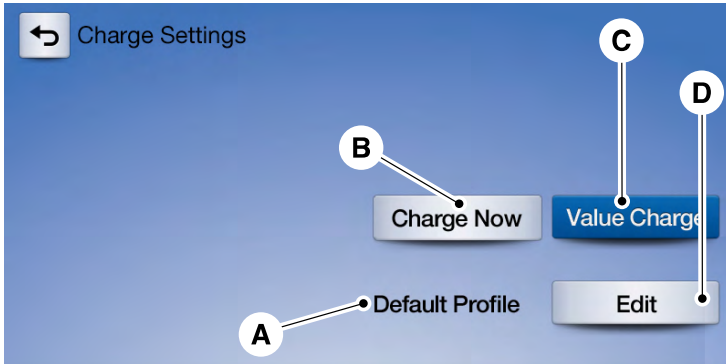 Charge Settings
C
D
B
Charge Now
Value Charge
Default Profile
Edit
A